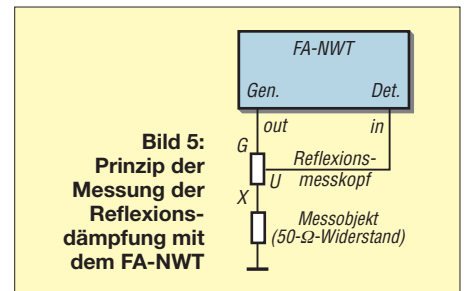 FA-NWT
Gen. Det.
out in
G
U
X
Reflexions-
messkopf
Messobjekt
(50-Ω-Widerstand)
Bild 5:
Prinzip der
Messung der
Reflexions-
dämpfung mit
dem FA-NWT